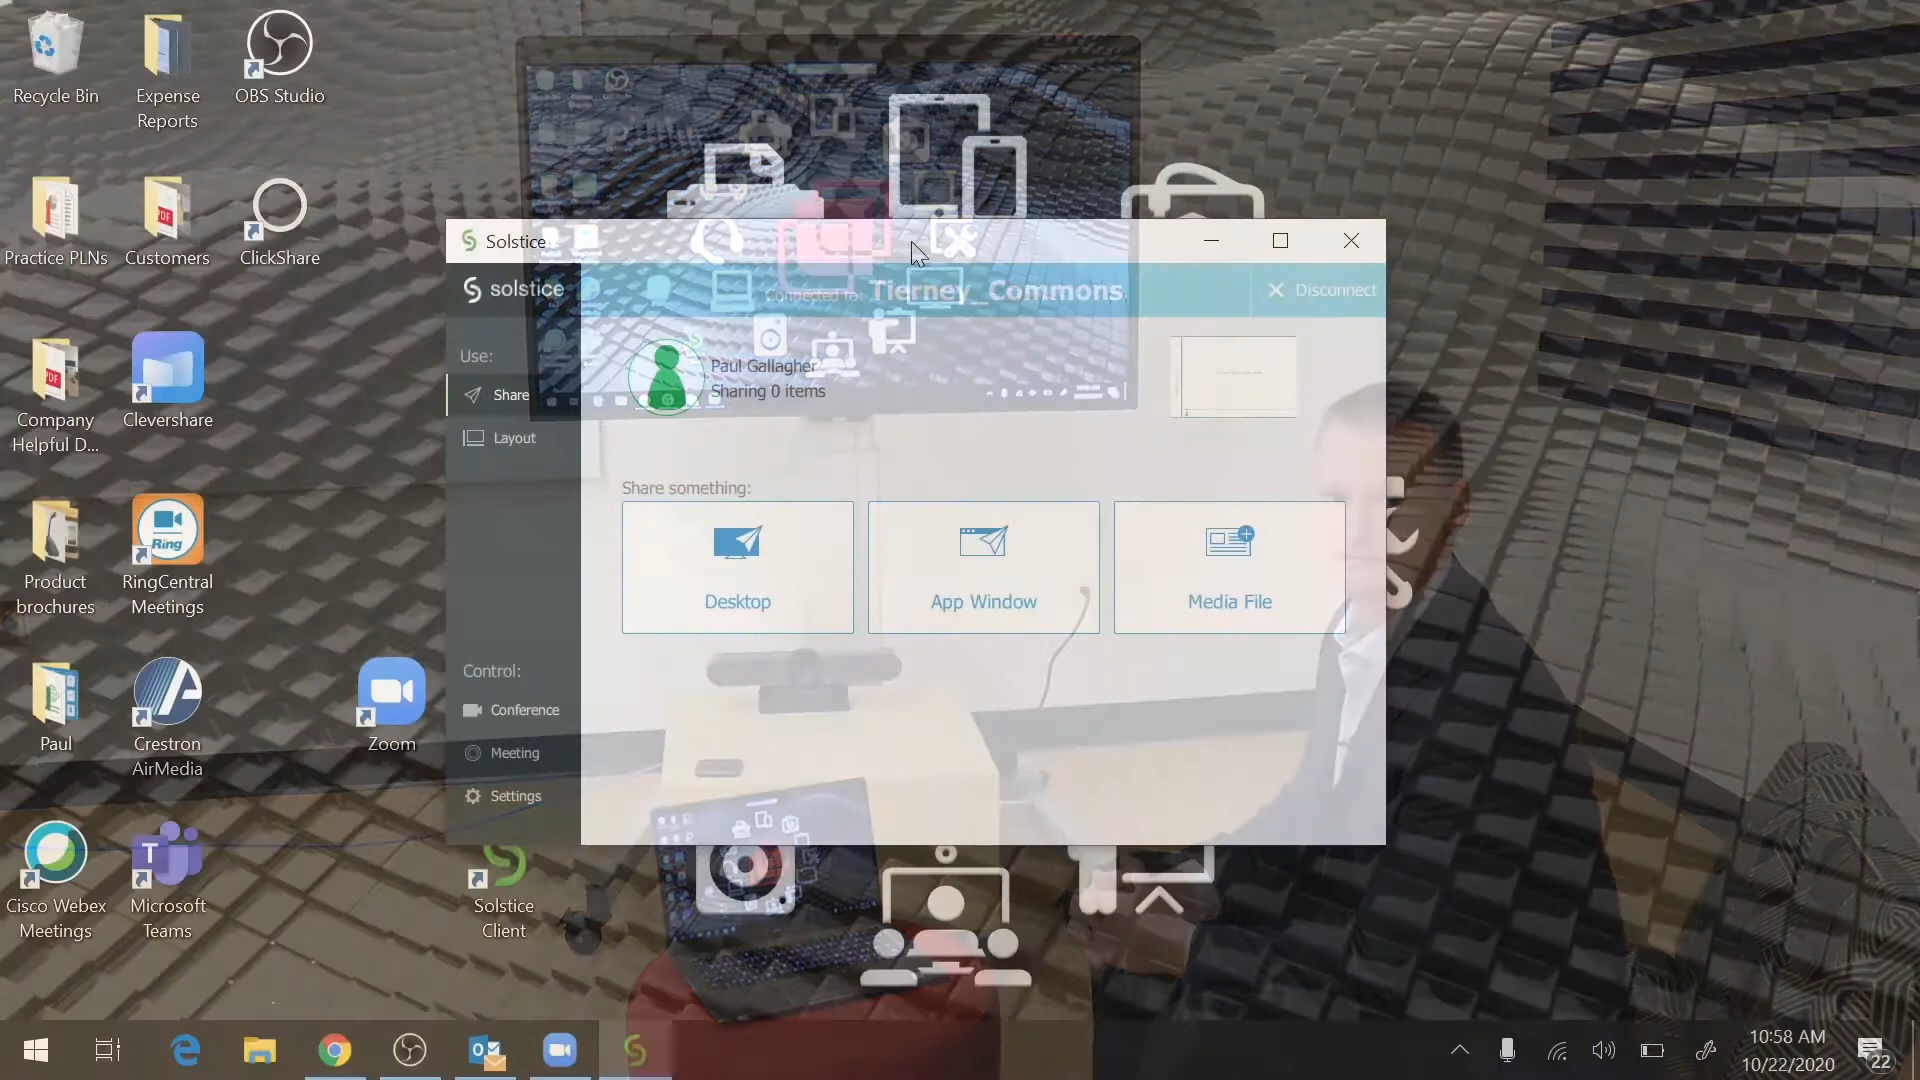 Recycle Bin
Expense
Reports
OBS Studio
Practice PLNs
Customers
ClickShare
Company
Helpful D...
Clevershare
Product
brochures
Ring
RingCentral
Meetings
Paul
Crestron
AirMedia
Zoom
Cisco Webex
Meetings
Microsoft
Teams
Solstice
Client
Solstice
solstice
Connected to: Tierney_Commons
Disconnect
Use:
Share
Layout
Paul Gallagher
Sharing 0 items
Share something:
Desktop
App Window
Media File
Control:
Conference
Meeting
Settings
10:58 AM
10/22/2020
22